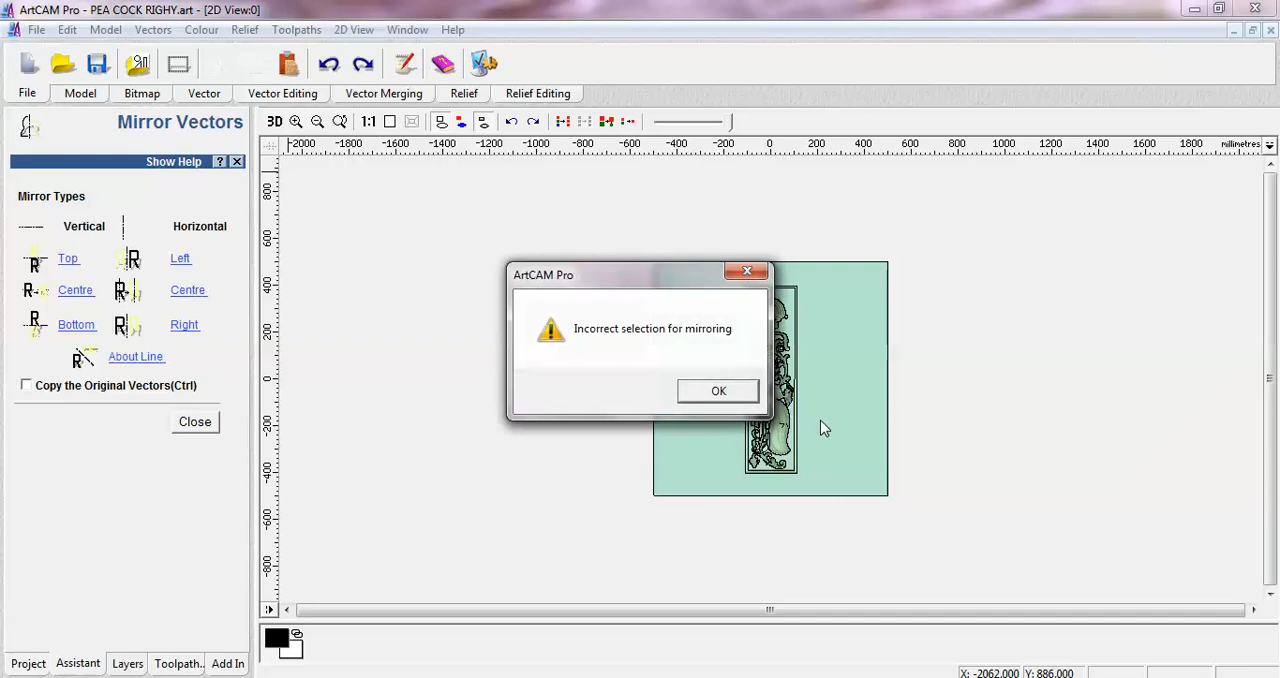 ArtCAM Pro - PEA COCK RIGHY.art - [2D View:0]
File Edit Model Vectors Colour Relief Toolpaths 2D View Window Help
File Model Bitmap Vector Vector Editing Vector Merging Relief Relief Editing
Mirror Vectors
Show Help ? X
3D 1:1
-2000 -1800 -1600 -1400 -1200 -1000 -800 -600 -400 -200 0 200 400 600 800 1000 1200 1400 1600 1800 millimetres
800
600
400
200
0
-200
-400
-600
-800
Mirror Types
Vertical Horizontal
Top Left
Centre Centre
Bottom Right
About Line
Copy the Original Vectors(Ctrl)
Close
ArtCAM Pro
Incorrect selection for mirroring
OK
Project Assistant Layers Toolpath.. Add In
X: -2062.000 Y: 886.000